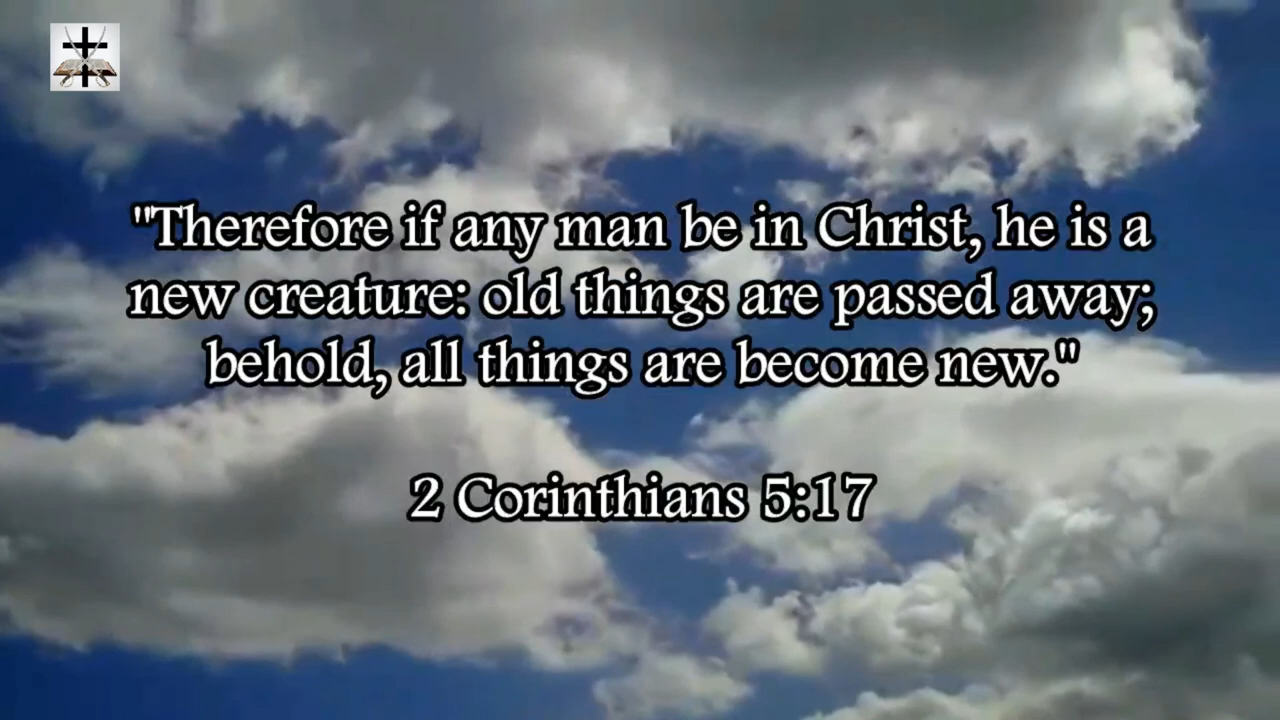 "Therefore if any man be in Christ, he is a
new creature: old things are passed away;
behold, all things are become new."
2 Corinthians 5:17